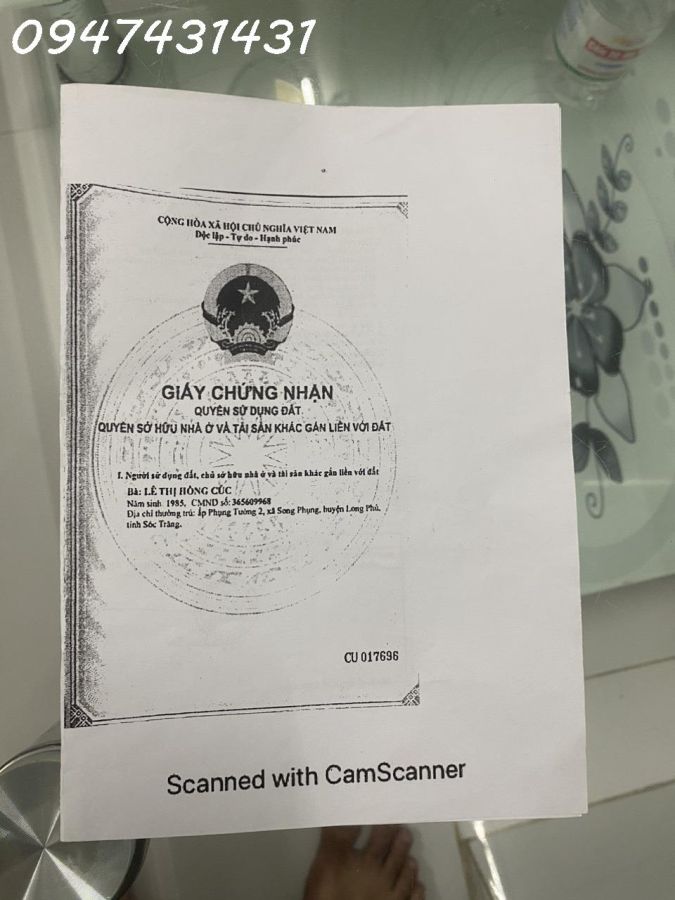 0947431431
CỘNG HÒA XÃ HỘI CHỦ NGHĨA VIỆT NAM
Độc lập - Tự do - Hạnh phúc
GIẤY CHỨNG NHẬN
QUYỀN SỬ DỤNG ĐẤT
QUYỀN SỞ HỮU NHÀ Ở VÀ TÀI SẢN KHÁC GẮN LIỀN VỚI ĐẤT
I. Người sử dụng đất, chủ sở hữu nhà ở và tài sản khác gắn liền với đất
Bà: LÊ THỊ HỒNG CÚC
Năm sinh: 1985, CMND số: 365609968
Địa chỉ thường trú: ấp Phụng Tường 2, xã Song Phụng, huyện Long Phú,
tỉnh Sóc Trăng.
CU 017696
Scanned with CamScanner